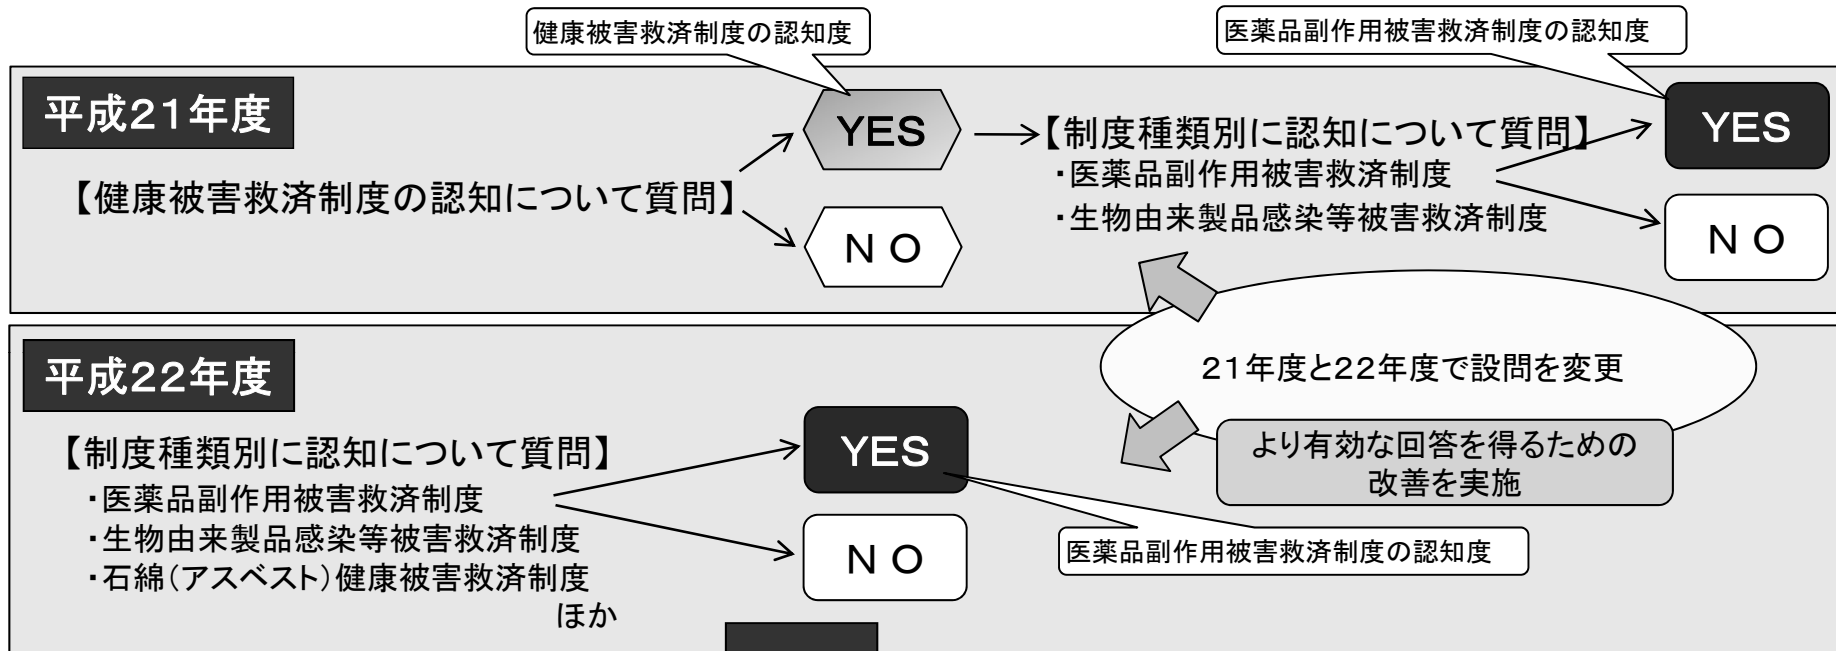 健康被害救済制度の認知度
医薬品副作用被害救済制度の認知度
平成21年度
YES
【制度種類別に認知について質問】
・医薬品副作用被害救済制度
・生物由来製品感染等被害救済制度
YES
【健康被害救済制度の認知について質問】
ＮＯ
ＮＯ
平成22年度
21年度と22年度で設問を変更
より有効な回答を得るための
改善を実施
【制度種類別に認知について質問】
・医薬品副作用被害救済制度
・生物由来製品感染等被害救済制度
・石綿（アスベスト）健康被害救済制度
ほか
YES
ＮＯ
医薬品副作用被害救済制度の認知度